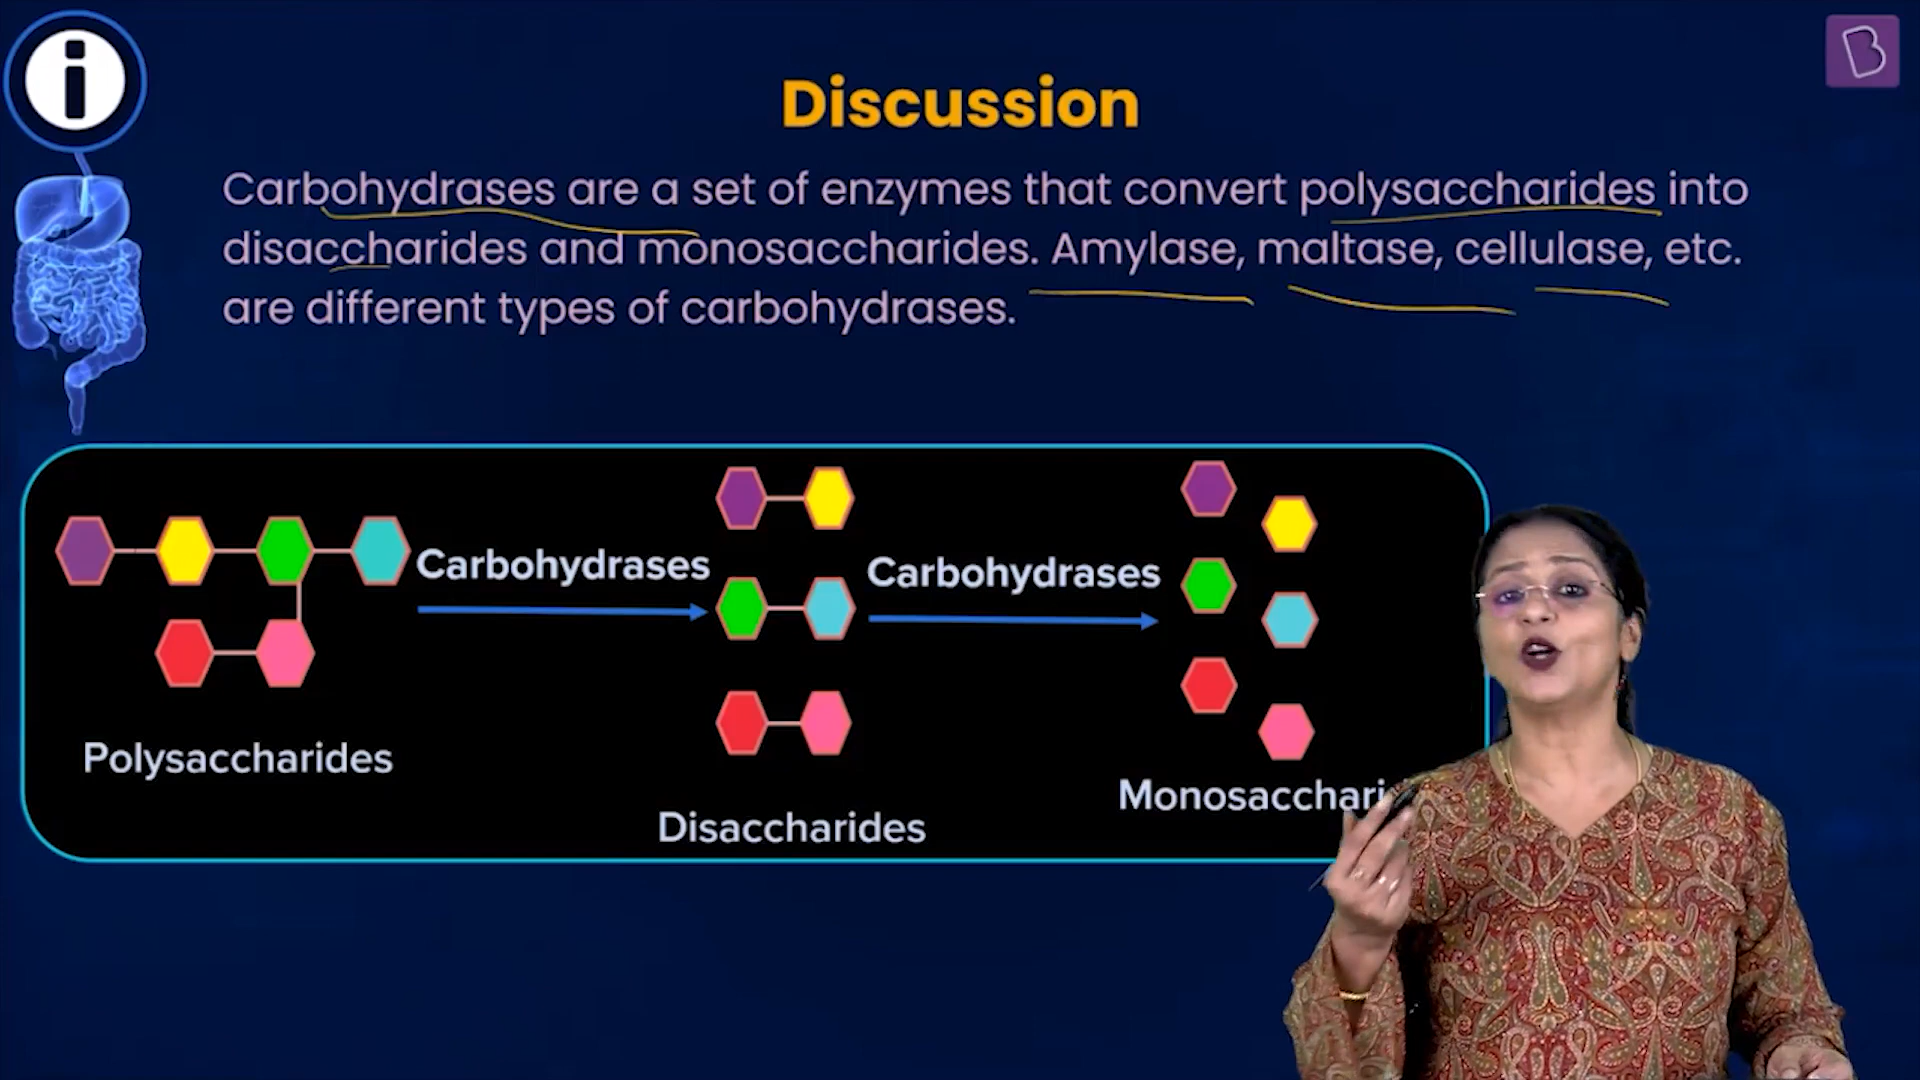 Discussion
Carbohydrases are a set of enzymes that convert polysaccharides into
disaccharides and monosaccharides. Amylase, maltase, cellulase, etc.
are different types of carbohydrases.
Carbohydrases
Carbohydrases
Polysaccharides
Disaccharides
Monosacchari